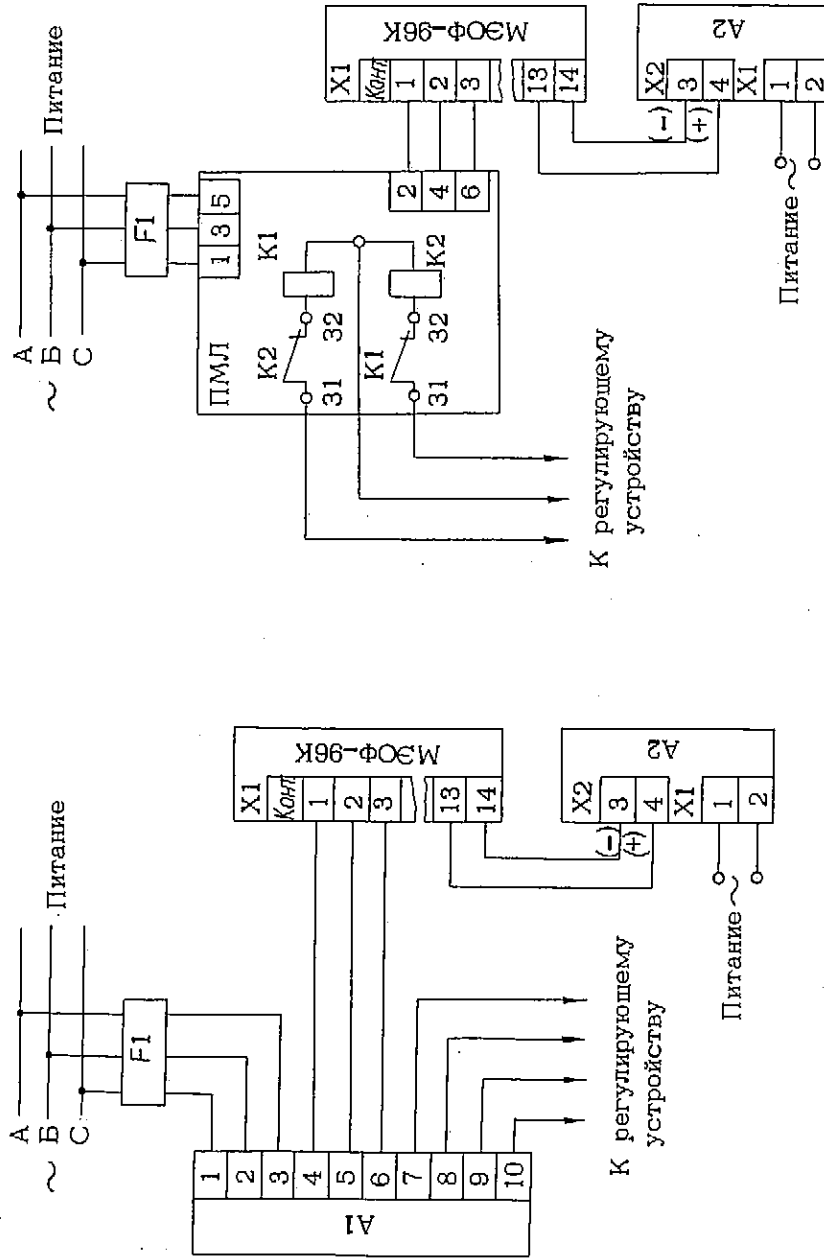 А
~ Б
С
Питание
F1
1
2
3
4
5
6
7
8
9
10
А1
X1
Конт
1
2
3
13
14
МЭОФ-96К
(-)
(+)
X2
3
4
X1
1
2
А2
Питание ~
К регулирующему
устройству
А
~ Б
С
Питание
F1
1 3 5
ПМЛ
К1
К2
31 32
К1
К2
31 32
2
4
6
X1
Конт
1
2
3
13
14
МЭОФ-96К
(-)
(+)
X2
3
4
X1
1
2
А2
Питание ~
К регулирующему
устройству